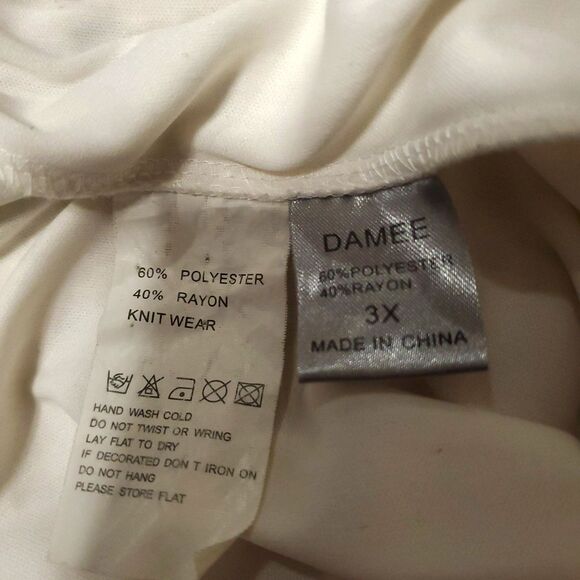 60% POLYESTER
40% RAYON
KNIT WEAR
HAND WASH COLD
DO NOT TWIST OR WRING
LAY FLAT TO DRY
IF DECORATED DON T IRON ON
DO NOT HANG
PLEASE STORE FLAT
DAMEE
60%POLYESTER
40%RAYON
3X
MADE IN CHINA